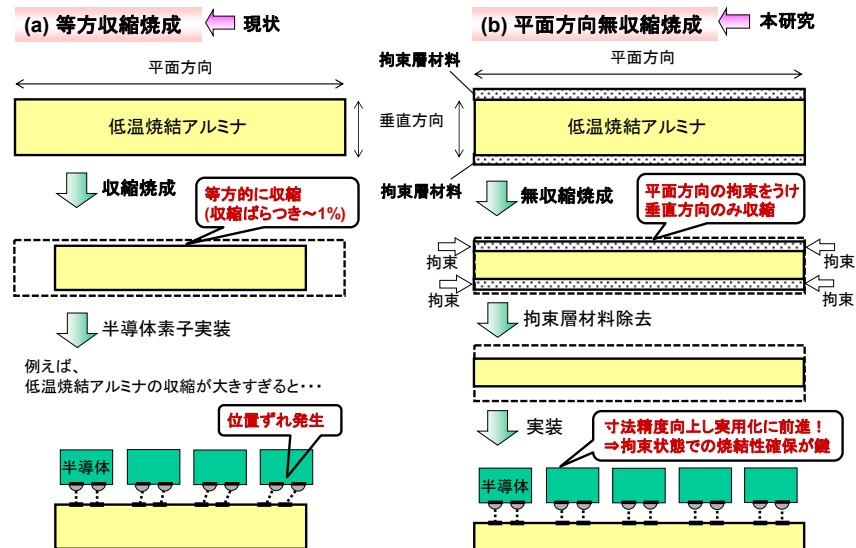 (a) 等方収縮焼成
現状
平面方向
低温焼結アルミナ
垂直方向
収縮焼成
等方的に収縮
(収縮ばらつき～1%)
半導体素子実装
例えば、
低温焼結アルミナの収縮が大きすぎると･･･
位置ずれ発生
半導体
(b) 平面方向無収縮焼成
本研究
拘束層材料
平面方向
低温焼結アルミナ
拘束層材料
無収縮焼成
平面方向の拘束をうけ
垂直方向のみ収縮
拘束
拘束
拘束
拘束
拘束層材料除去
実装
寸法精度向上し実用化に前進！
⇒拘束状態での焼結性確保が鍵
半導体